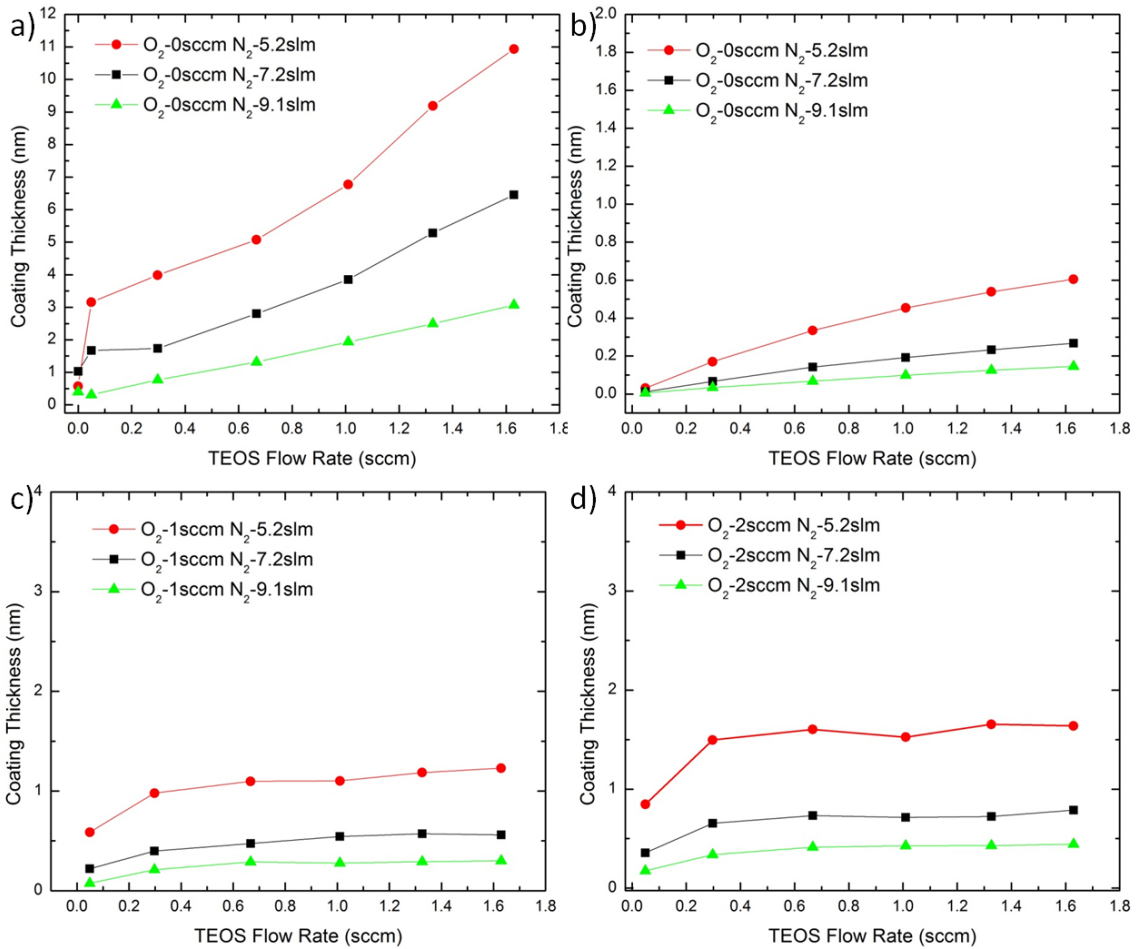 a)
O2-0sccm N2-5.2slm
O2-0sccm N2-7.2slm
O2-0sccm N2-9.1slm
12
11
10
9
8
7
6
5
4
3
2
1
0
Coating Thickness (nm)
0.0 0.2 0.4 0.6 0.8 1.0 1.2 1.4 1.6 1.8
TEOS Flow Rate (sccm)
b)
O2-0sccm N2-5.2slm
O2-0sccm N2-7.2slm
O2-0sccm N2-9.1slm
2.0
1.8
1.6
1.4
1.2
1.0
0.8
0.6
0.4
0.2
0.0
Coating Thickness (nm)
0.0 0.2 0.4 0.6 0.8 1.0 1.2 1.4 1.6 1.8
TEOS Flow Rate (sccm)
c)
O2-1sccm N2-5.2slm
O2-1sccm N2-7.2slm
O2-1sccm N2-9.1slm
4
3
2
1
0
Coating Thickness (nm)
0.0 0.2 0.4 0.6 0.8 1.0 1.2 1.4 1.6 1.8
TEOS Flow Rate (sccm)
d)
O2-2sccm N2-5.2slm
O2-2sccm N2-7.2slm
O2-2sccm N2-9.1slm
4
3
2
1
0
Coating Thickness (nm)
0.0 0.2 0.4 0.6 0.8 1.0 1.2 1.4 1.6 1.8
TEOS Flow Rate (sccm)